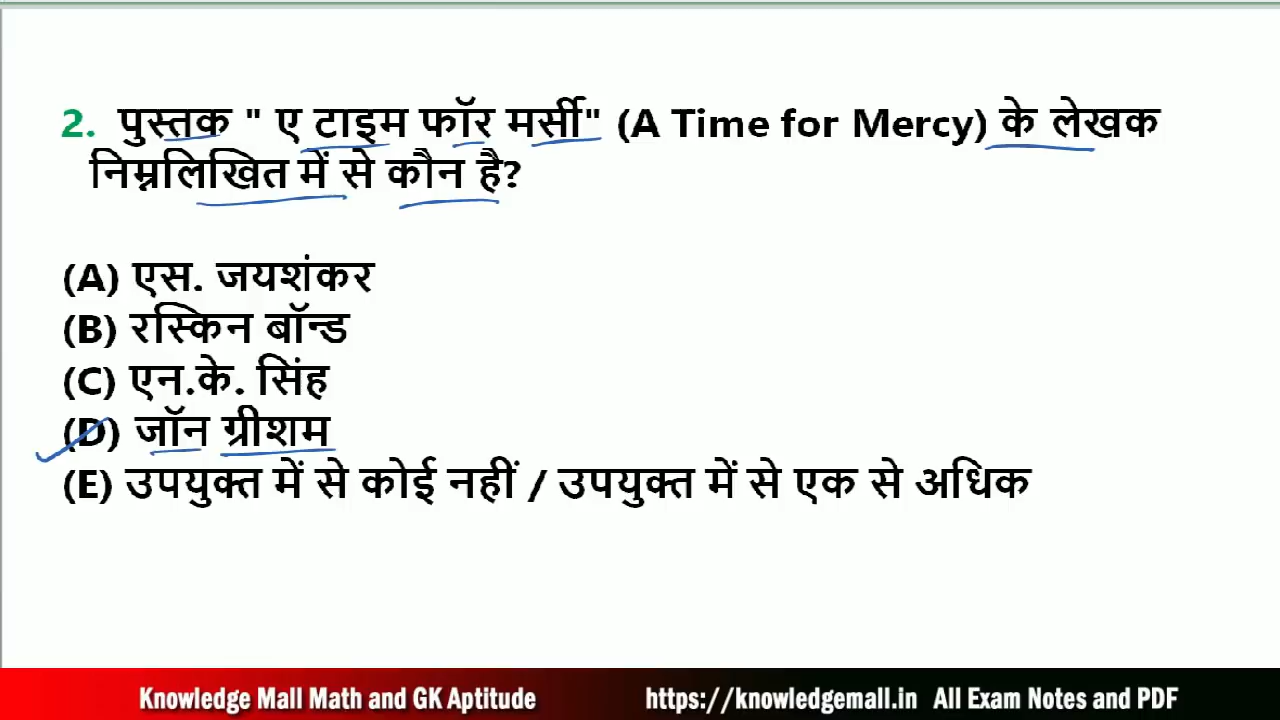 2. पुस्तक " ए टाइम फॉर मर्सी" (A Time for Mercy) के लेखक
निम्नलिखित में से कौन है?
(A) एस. जयशंकर
(B) रस्किन बॉन्ड
(C) एन.के. सिंह
(D) जॉन ग्रीशम
(E) उपयुक्त में से कोई नहीं / उपयुक्त में से एक से अधिक
Knowledge Mall Math and GK Aptitude https://knowledgemall.in All Exam Notes and PDF